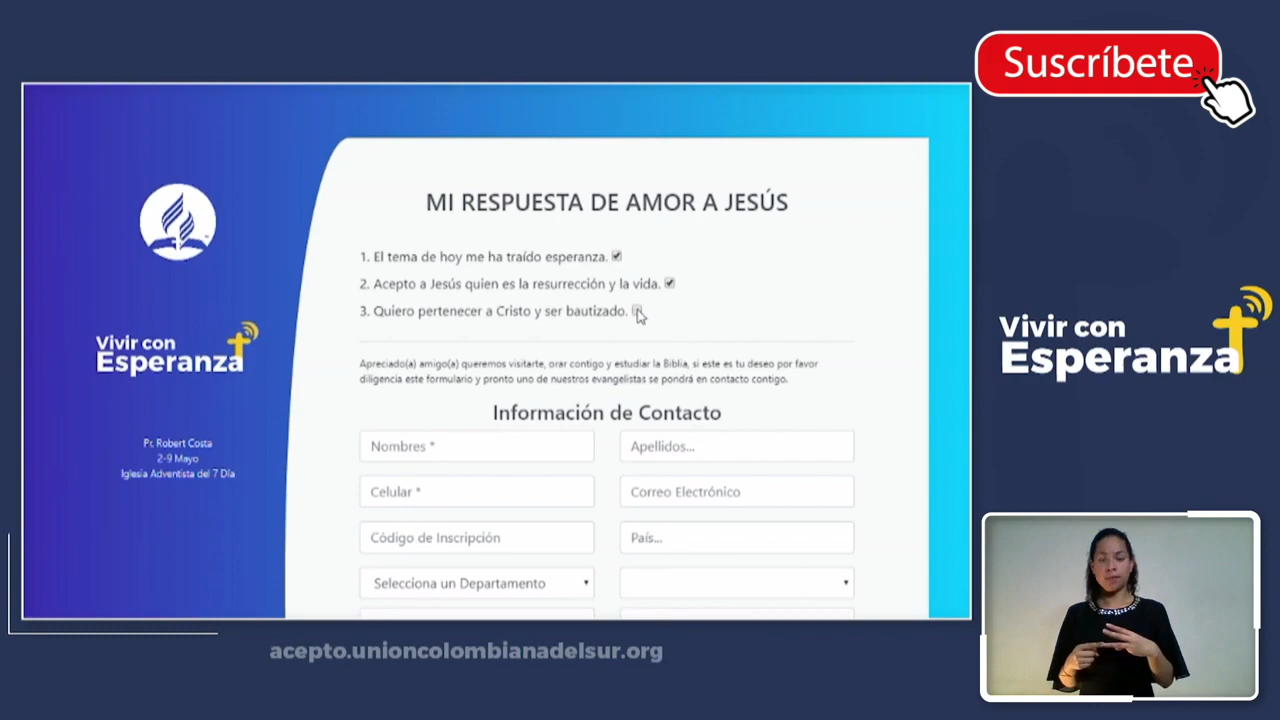 Suscríbete
MI RESPUESTA DE AMOR A JESÚS
1. El tema de hoy me ha traído esperanza.
2. Acepto a Jesús quien es la resurrección y la vida.
3. Quiero pertenecer a Cristo y ser bautizado.
Apreciado(a) amigo(a) queremos visitarte, orar contigo y estudiar la Biblia, si este es tu deseo por favor
diligencia este formulario y pronto uno de nuestros evangelistas se pondrá en contacto contigo.
Información de Contacto
Nombres *
Apellidos...
Celular *
Correo Electrónico
Código de Inscripción
País...
Selecciona un Departamento
Vivir con
Esperanza
Pr. Robert Costa
2-9 Mayo
Iglesia Adventista del 7 Día
Vivir con
Esperanza
acepto.unioncolombianadelsur.org